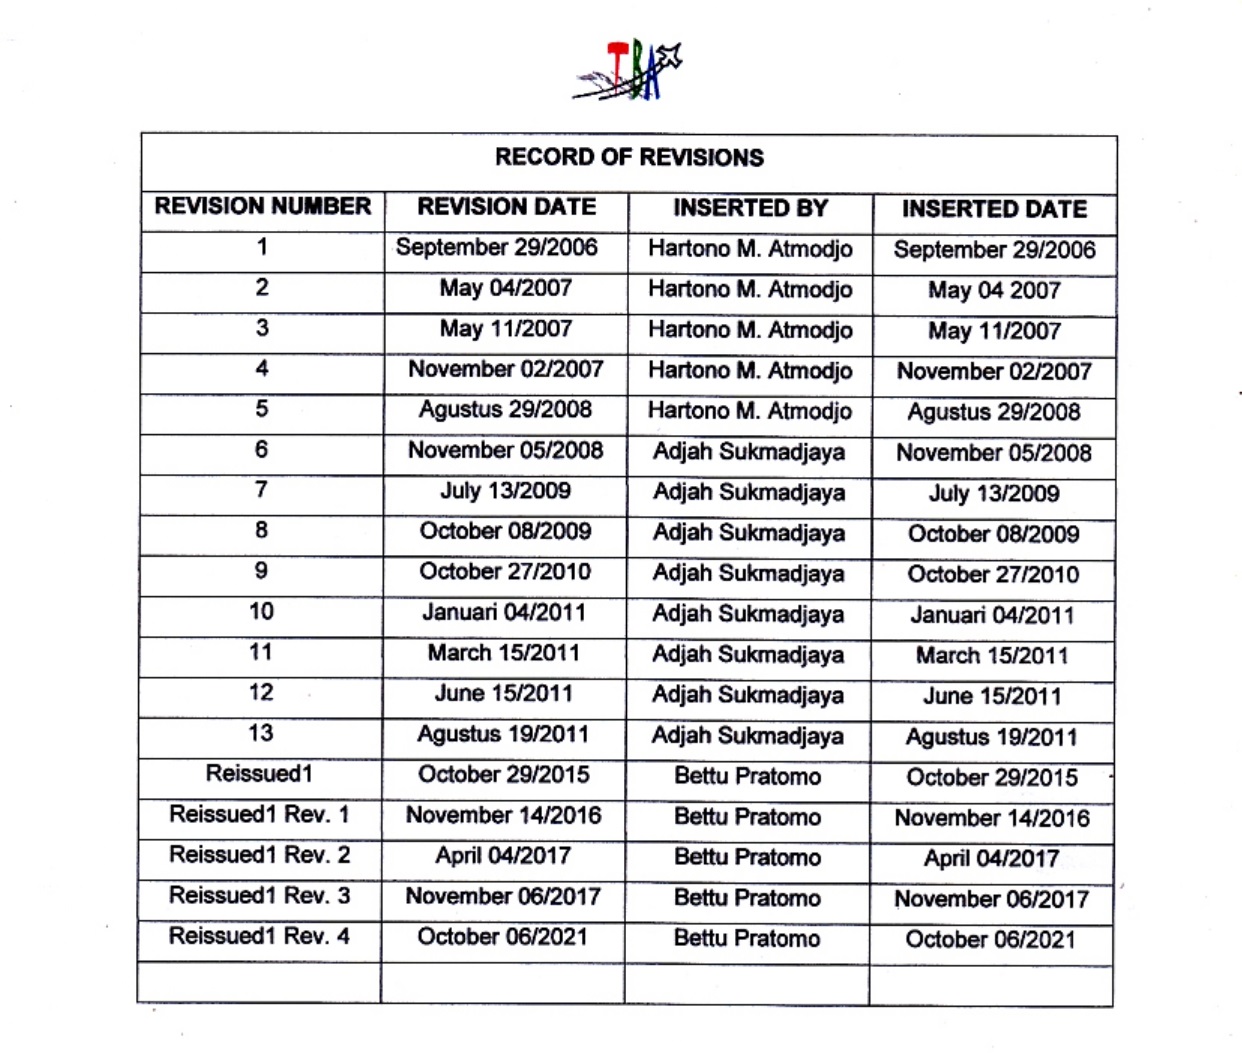 TBA
RECORD OF REVISIONS
REVISION NUMBER REVISION DATE INSERTED BY INSERTED DATE
1 September 29/2006 Hartono M. Atmodjo September 29/2006
2 May 04/2007 Hartono M. Atmodjo May 04 2007
3 May 11/2007 Hartono M. Atmodjo May 11/2007
4 November 02/2007 Hartono M. Atmodjo November 02/2007
5 Agustus 29/2008 Hartono M. Atmodjo Agustus 29/2008
6 November 05/2008 Adjah Sukmadjaya November 05/2008
7 July 13/2009 Adjah Sukmadjaya July 13/2009
8 October 08/2009 Adjah Sukmadjaya October 08/2009
9 October 27/2010 Adjah Sukmadjaya October 27/2010
10 Januari 04/2011 Adjah Sukmadjaya Januari 04/2011
11 March 15/2011 Adjah Sukmadjaya March 15/2011
12 June 15/2011 Adjah Sukmadjaya June 15/2011
13 Agustus 19/2011 Adjah Sukmadjaya Agustus 19/2011
Reissued1 October 29/2015 Bettu Pratomo October 29/2015
Reissued1 Rev. 1 November 14/2016 Bettu Pratomo November 14/2016
Reissued1 Rev. 2 April 04/2017 Bettu Pratomo April 04/2017
Reissued1 Rev. 3 November 06/2017 Bettu Pratomo November 06/2017
Reissued1 Rev. 4 October 06/2021 Bettu Pratomo October 06/2021